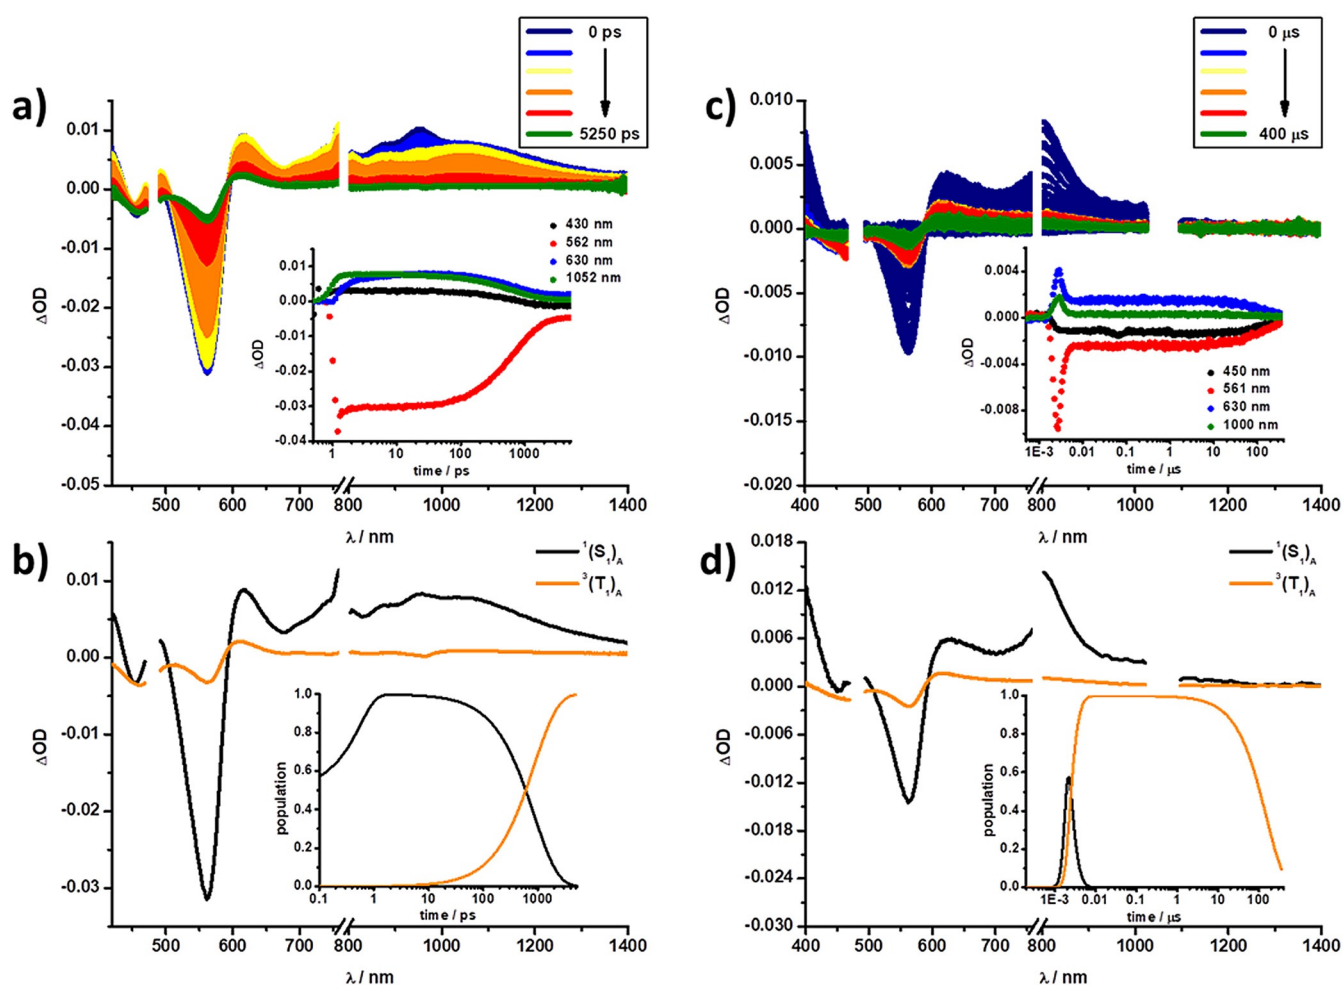 a)
0 ps
5250 ps
0.01
0.00
-0.01
-0.02
-0.03
-0.04
-0.05
ΔOD
500 600 700 800 1000 1200 1400
λ / nm
430 nm
562 nm
630 nm
1052 nm
0.01
0.00
-0.01
-0.02
-0.03
-0.04
ΔOD
1 10 100 1000
time / ps
c)
0 μs
400 μs
0.010
0.005
0.000
-0.005
-0.010
-0.015
-0.020
ΔOD
400 500 600 700 800 1000 1200 1400
λ / nm
0.004
0.000
-0.004
-0.008
ΔOD
450 nm
561 nm
630 nm
1000 nm
1E-3 0.01 0.1 1 10 100
time / μs
b)
¹(S₁)A
³(T₁)A
0.01
0.00
-0.01
-0.02
-0.03
ΔOD
500 600 700 800 1000 1200 1400
λ / nm
1.0
0.8
0.6
0.4
0.2
0.0
population
0.1 1 10 100 1000
time / ps
d)
¹(S₁)A
³(T₁)A
0.018
0.012
0.006
0.000
-0.006
-0.012
-0.018
-0.024
-0.030
ΔOD
400 500 600 700 800 1000 1200 1400
λ / nm
1.0
0.8
0.6
0.4
0.2
0.0
population
1E-3 0.01 0.1 1 10 100
time / μs